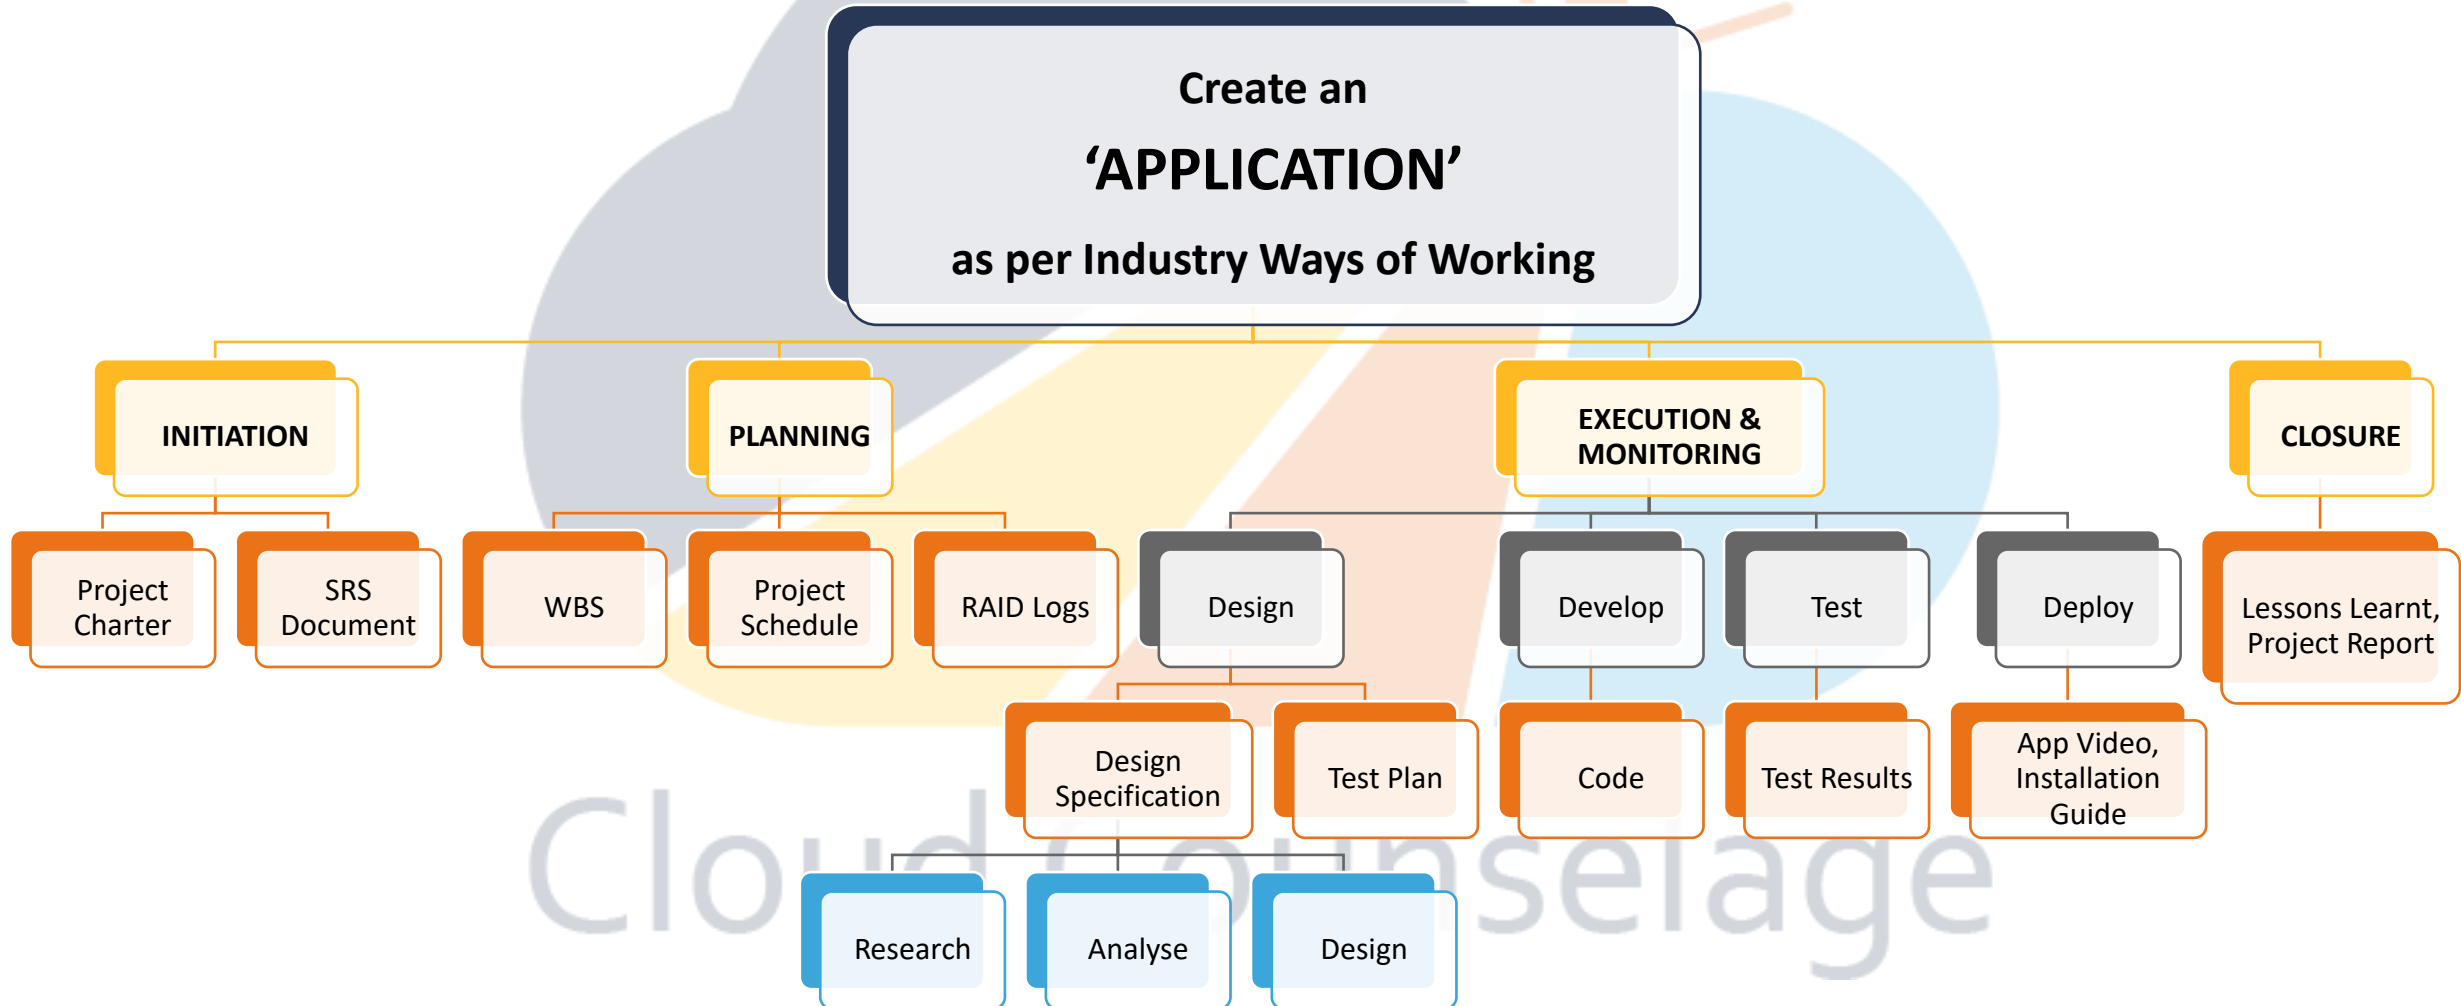 Create an
‘APPLICATION’
as per Industry Ways of Working
INITIATION
PLANNING
EXECUTION &
MONITORING
CLOSURE
Project
Charter
SRS
Document
WBS
Project
Schedule
RAID Logs
Design
Develop
Test
Deploy
Lessons Learnt,
Project Report
Design
Specification
Test Plan
Code
Test Results
App Video,
Installation
Guide
Research
Analyse
Design
Cloud Counselage